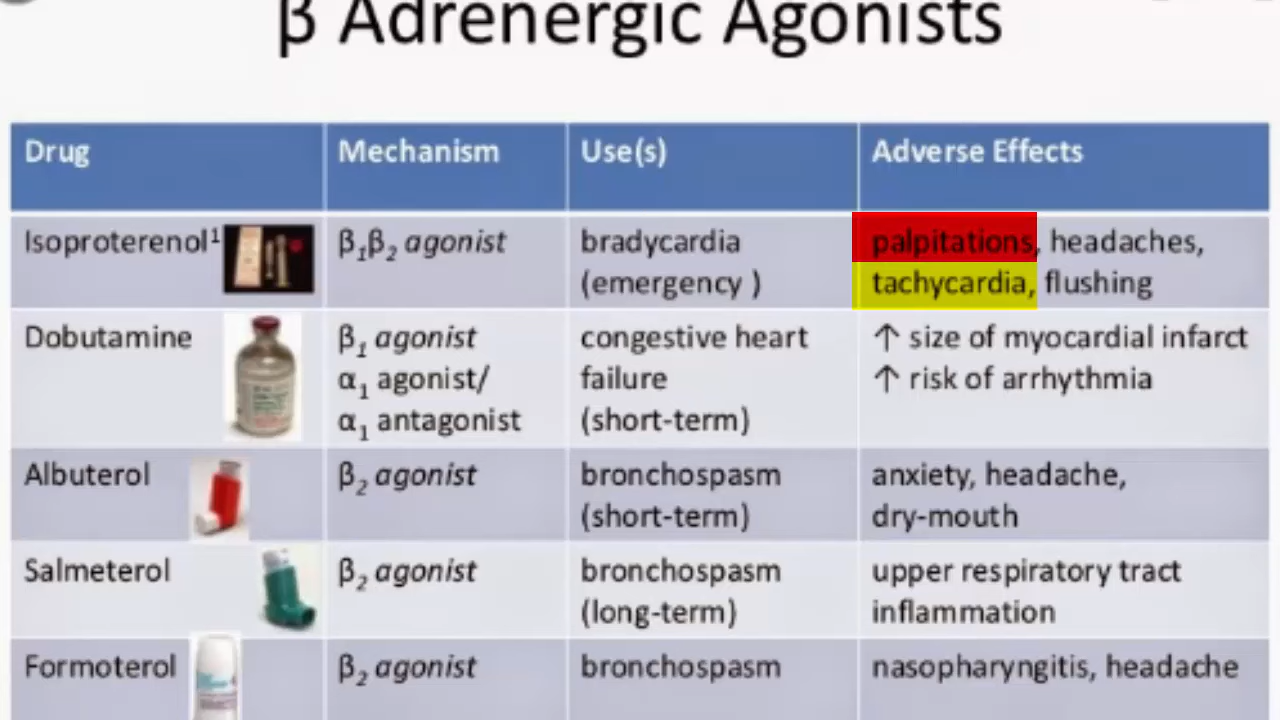 β Adrenergic Agonists
Drug
Mechanism
Use(s)
Adverse Effects
Isoproterenol¹
β₁β₂ agonist
bradycardia
(emergency )
palpitations, headaches,
tachycardia, flushing
Dobutamine
β₁ agonist
α₁ agonist/
α₁ antagonist
congestive heart
failure
(short-term)
↑ size of myocardial infarct
↑ risk of arrhythmia
Albuterol
β₂ agonist
bronchospasm
(short-term)
anxiety, headache,
dry-mouth
Salmeterol
β₂ agonist
bronchospasm
(long-term)
upper respiratory tract
inflammation
Formoterol
β₂ agonist
bronchospasm
nasopharyngitis, headache